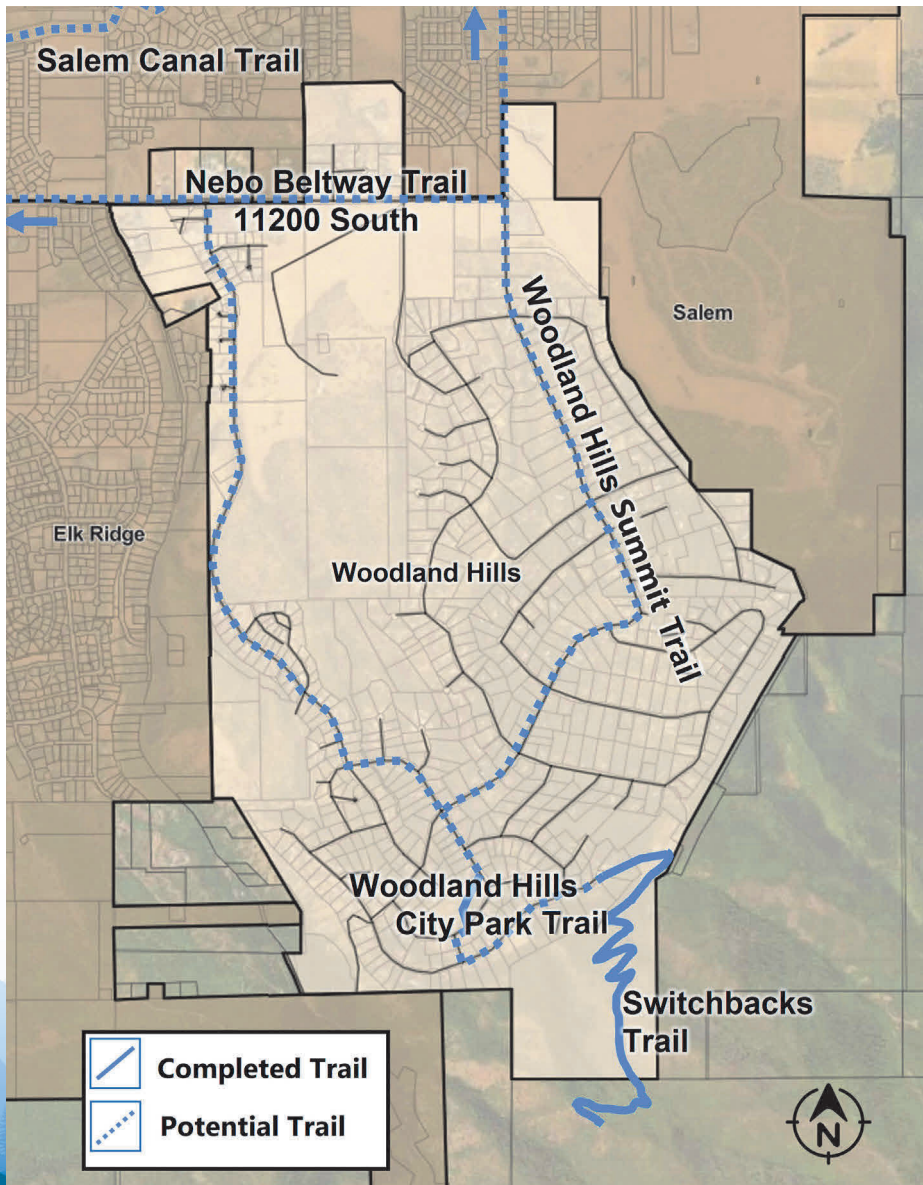 Salem Canal Trail
Nebo Beltway Trail
11200 South
Salem
Woodland Hills Summit Trail
Elk Ridge
Woodland Hills
Woodland Hills
City Park Trail
Switchbacks
Trail
Completed Trail
Potential Trail
N